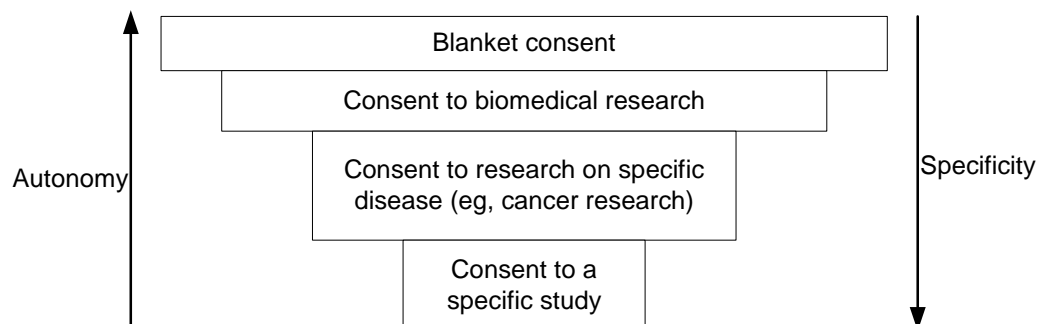 Blanket consent
Consent to biomedical research
Autonomy
Consent to research on specific
disease (eg, cancer research)
Specificity
Consent to a
specific study